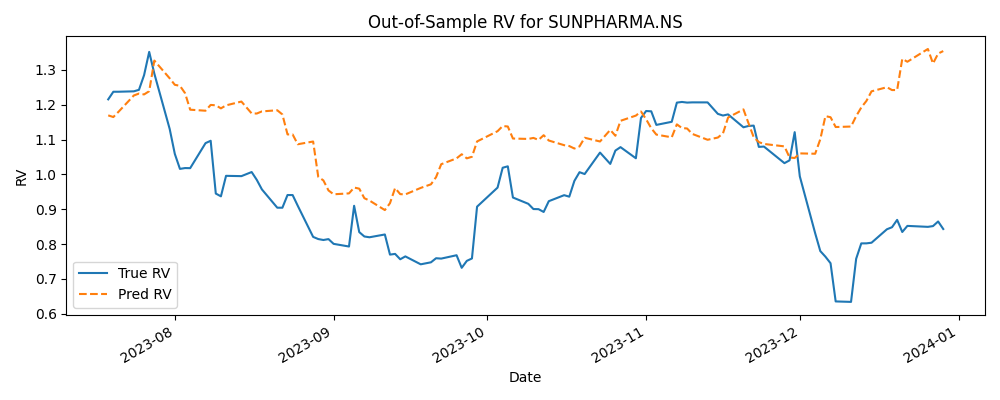 Out-of-Sample RV for SUNPHARMA.NS
RV
1.3
1.2
1.1
1.0
0.9
0.8
0.7
0.6
True RV
Pred RV
2023-08
2023-09
2023-10
2023-11
2023-12
2024-01
Date